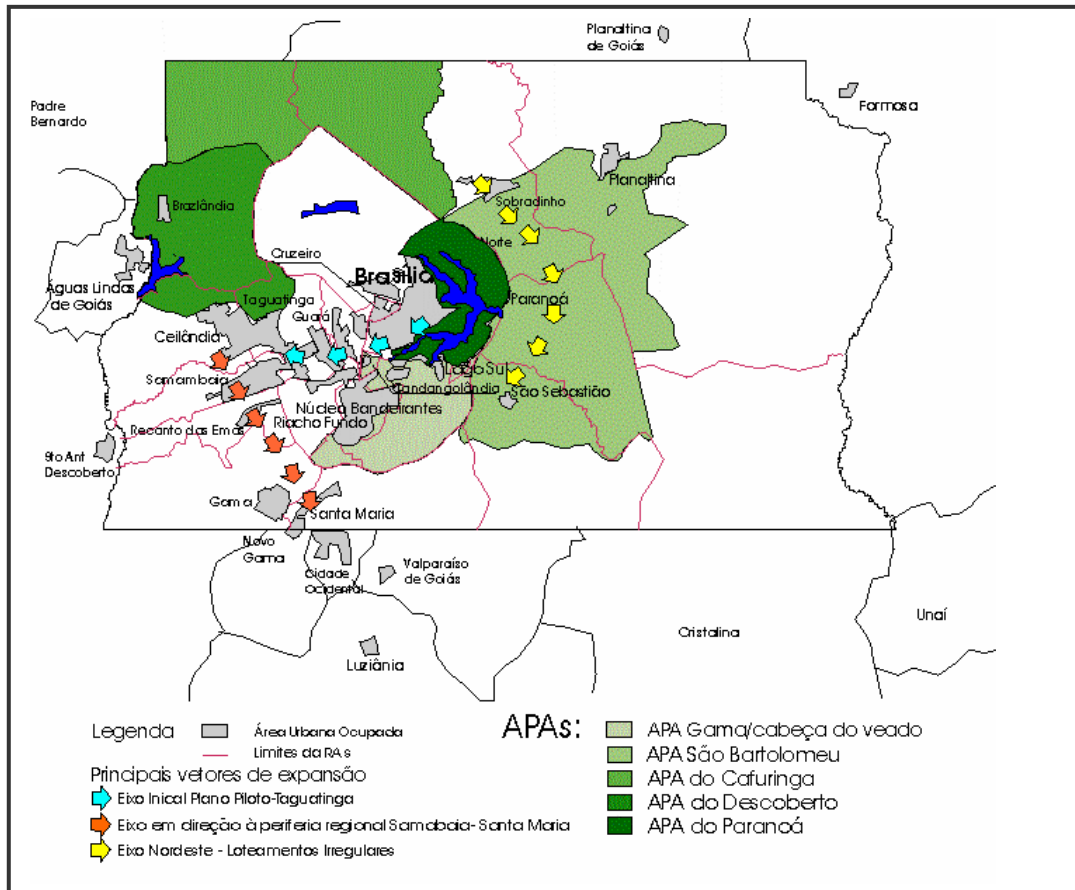 Planaltina
de Goiás
Padre
Bernardo
Formosa
Planaltina
Brazlândia
Sobradinho
Norte
Cruzeiro
Brasília
Águas Lindas
de Goiás
Taguatinga
Paranoá
Guará
Ceilândia
Lago Sul
Samambaia
Candangolândia
São Sebastião
Núcleo Bandeirantes
Riacho Fundo
Recanto das Emas
Sto Ant
Descoberto
Gama
Santa Maria
Novo
Gama
Cidade
Ocidental
Valparaíso
de Goiás
Unaí
Cristalina
Luziânia
Legenda
Área Urbana Ocupada
Limites da RAs
Principais vetores de expansão
Eixo Inical Plano Piloto-Taguatinga
Eixo em direção à periferia regional Samabaia- Santa Maria
Eixo Nordeste - Loteamentos Irregulares
APAs:
APA Gama/cabeça do veado
APA São Bartolomeu
APA do Cafuringa
APA do Descoberto
APA do Paranoá